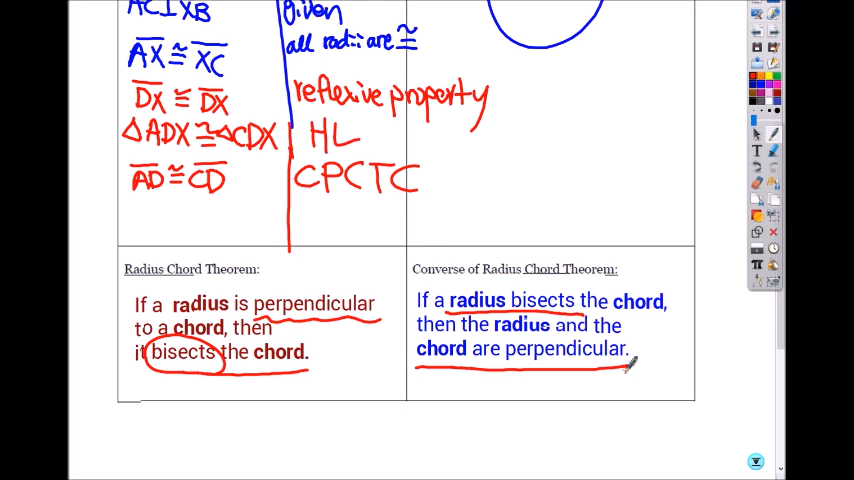 AC⊥XB
given
all radii are ≅
AX ≅ XC
DX ≅ DX
reflexive property
△ADX ≅ △CDX
HL
AD ≅ CD
CPCTC
Radius Chord Theorem:
If a radius is perpendicular
to a chord, then
it bisects the chord.
Converse of Radius Chord Theorem:
If a radius bisects the chord,
then the radius and the
chord are perpendicular.